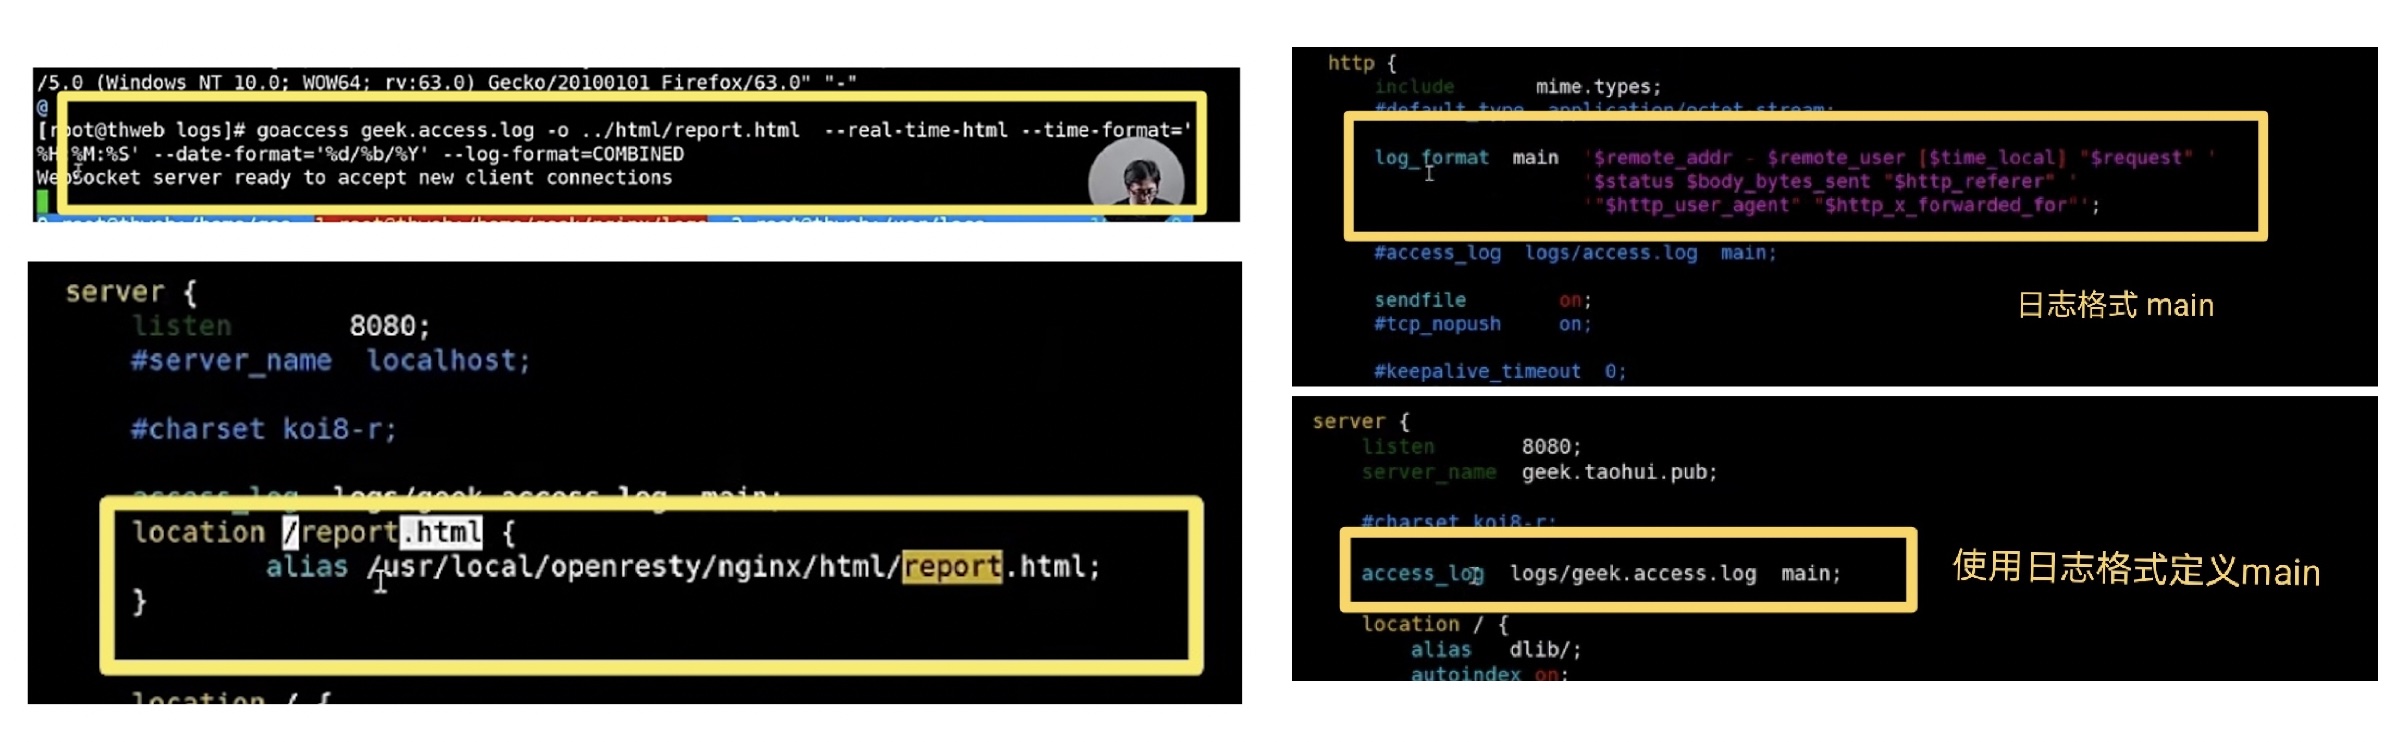 /5.0 (Windows NT 10.0; WOW64; rv:63.0) Gecko/20100101 Firefox/63.0" "-"
@
[root@thweb logs]# goaccess geek.access.log -o ../html/report.html  --real-time-html --time-format='
%H:%M:%S' --date-format='%d/%b/%Y' --log-format=COMBINED
WebSocket server ready to accept new client connections
server {
listen 8080;
#server_name localhost;
#charset koi8-r;
access_log logs/geek.access.log main;
location /report.html {
alias /usr/local/openresty/nginx/html/report.html;
}
location / {
http {
include mime.types;
#default_type application/octet-stream;
log_format main '$remote_addr - $remote_user [$time_local] "$request" '
'$status $body_bytes_sent "$http_referer" '
'"$http_user_agent" "$http_x_forwarded_for"';
#access_log logs/access.log main;
sendfile on;
#tcp_nopush on;
#keepalive_timeout 0;
日志格式 main
server {
listen 8080;
server_name geek.taohui.pub;
#charset koi8-r;
access_log logs/geek.access.log main;
使用日志格式定义main
location / {
alias dlib/;
autoindex on;